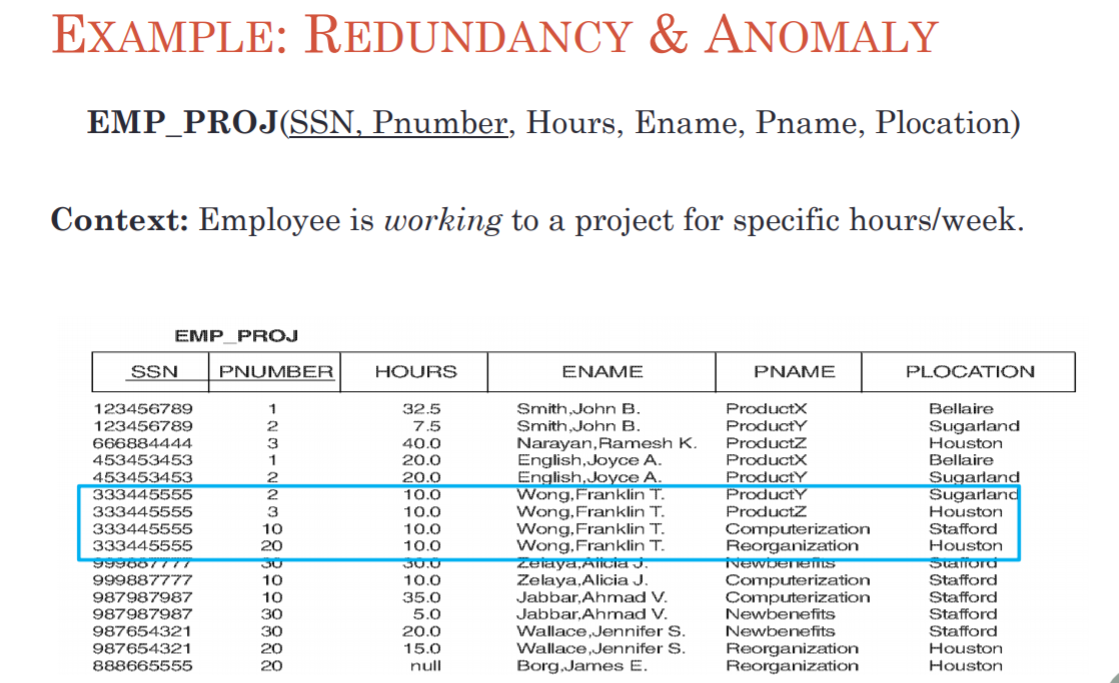 EXAMPLE: REDUNDANCY & ANOMALY
EMP_PROJ(SSN, Pnumber, Hours, Ename, Pname, Plocation)
Context: Employee is working to a project for specific hours/week.
EMP_PROJ
SSN PNUMBER HOURS ENAME PNAME PLOCATION
123456789 1 32.5 Smith,John B. ProductX Bellaire
123456789 2 7.5 Smith,John B. ProductY Sugarland
666884444 3 40.0 Narayan,Ramesh K. ProductZ Houston
453453453 1 20.0 English,Joyce A. ProductX Bellaire
453453453 2 20.0 English,Joyce A. ProductY Sugarland
333445555 2 10.0 Wong,Franklin T. ProductY Sugarland
333445555 3 10.0 Wong,Franklin T. ProductZ Houston
333445555 10 10.0 Wong,Franklin T. Computerization Stafford
333445555 20 10.0 Wong,Franklin T. Reorganization Houston
999887777 30 30.0 Zelaya,Alicia J. Newbenefits Stafford
999887777 10 10.0 Zelaya,Alicia J. Computerization Stafford
987987987 10 35.0 Jabbar,Ahmad V. Computerization Stafford
987987987 30 5.0 Jabbar,Ahmad V. Newbenefits Stafford
987654321 30 20.0 Wallace,Jennifer S. Newbenefits Stafford
987654321 20 15.0 Wallace,Jennifer S. Reorganization Houston
888665555 20 null Borg,James E. Reorganization Houston